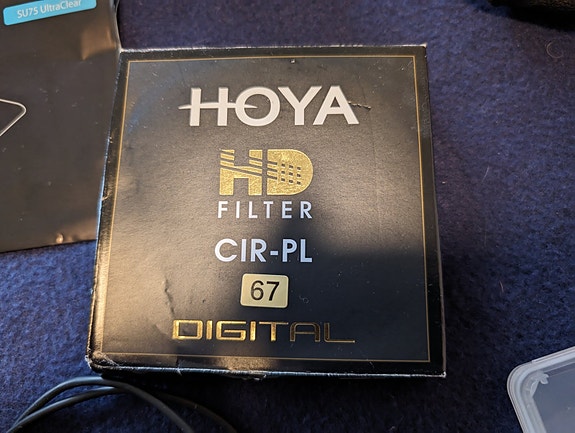 SU75 UltraClear
HOYA
HD
FILTER
CIR-PL
67
DIGITAL